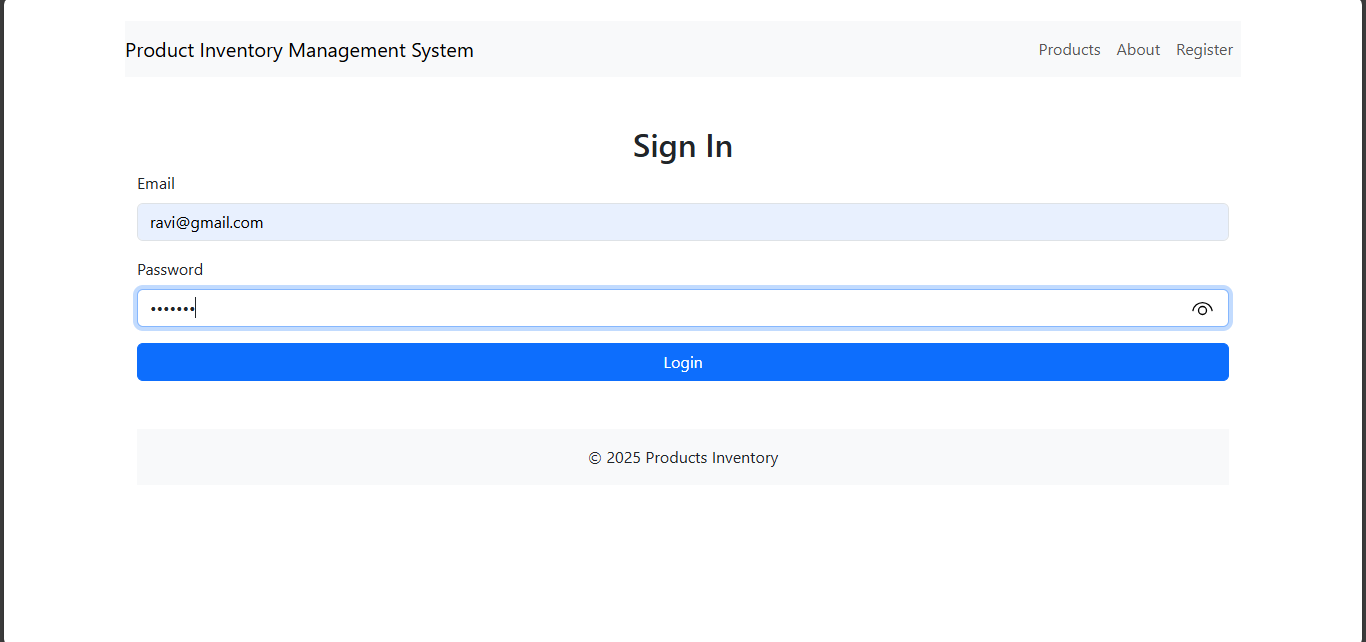 Product Inventory Management System
Products About Register
Sign In
Email
ravi@gmail.com
Password
•••••••
Login
© 2025 Products Inventory